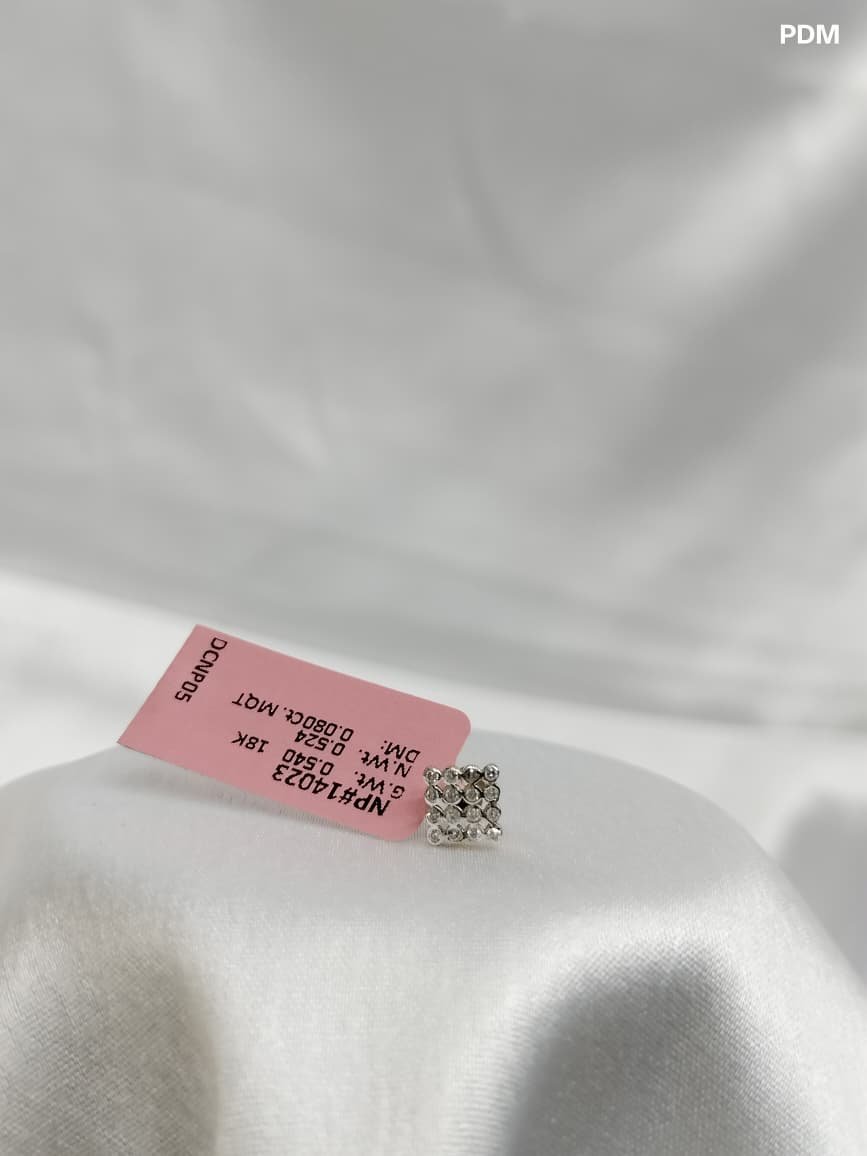 PDM
NP#14023
G.Wt. 0.540 18K
N.Wt. 0.524
DM: 0.080Ct. MQT
DCNP05